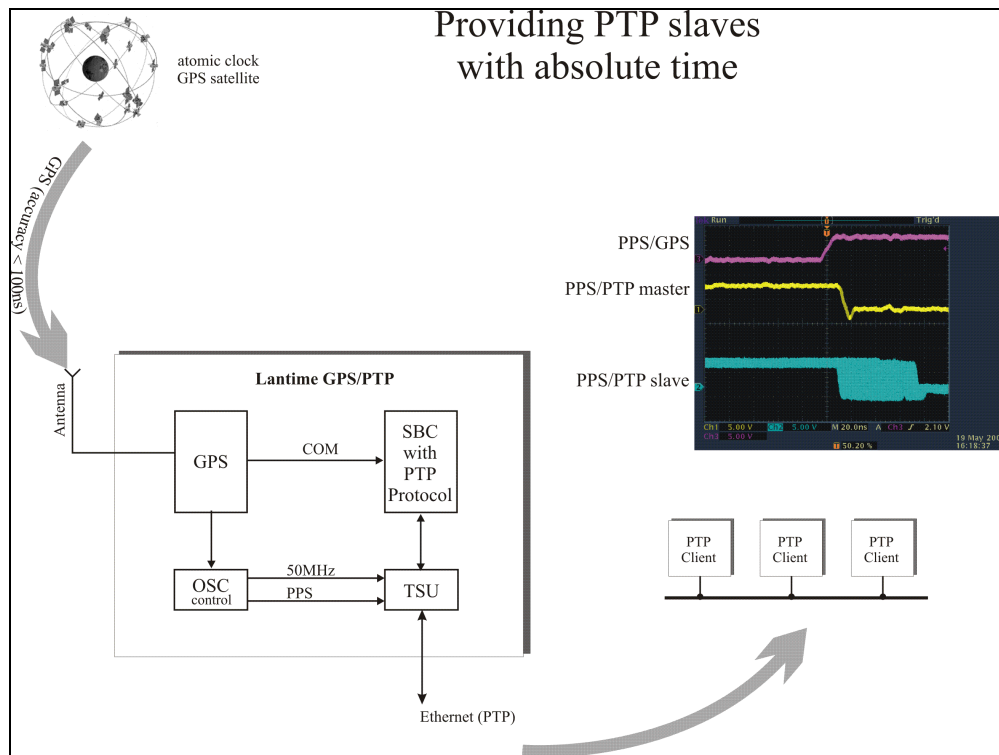 Providing PTP slaves
with absolute time
atomic clock
GPS satellite
GPS (accuracy < 100ns)
Antenna
Lantime GPS/PTP
GPS
COM
SBC
with
PTP
Protocol
OSC
control
50MHz
PPS
TSU
Ethernet (PTP)
PPS/GPS
PPS/PTP master
PPS/PTP slave
Run
Trig'd
Ch1 5.00 V Ch2 5.00 V M 20.0ns A Ch3 2.10 V
Ch3 5.00 V
50.20 %
19 May 200
16:18:37
PTP
Client
PTP
Client
PTP
Client